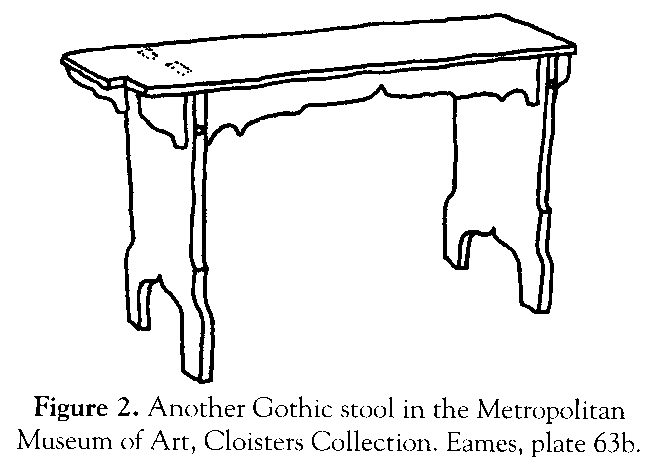 Figure 2. Another Gothic stool in the Metropolitan
Museum of Art, Cloisters Collection. Eames, plate 63b.